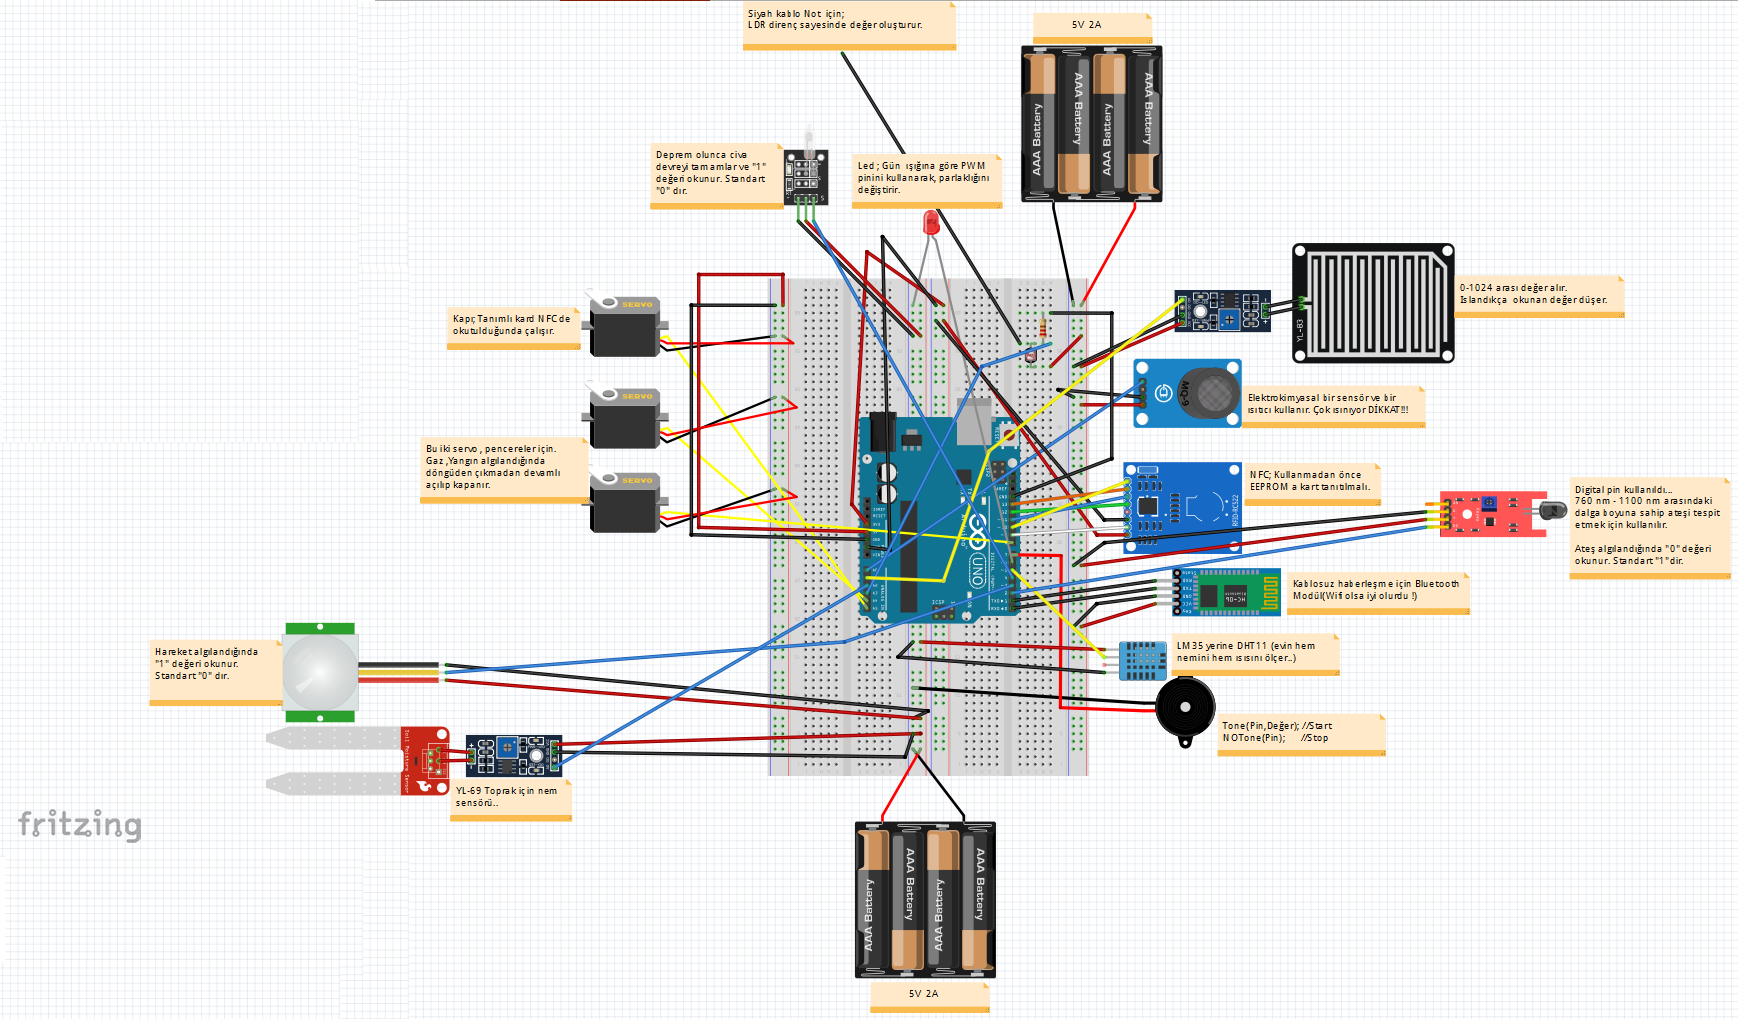 Siyah kablo Not için;
LDR direnç sayesinde değer oluşturur.
5V 2A
AAA Battery
AAA Battery
AAA Battery
AAA Battery
Deprem olunca civa
devreyi tamamlar ve "1"
değeri okunur. Standart
"0" dır.
Led ; Gün ışığına göre PWM
pinini kullanarak, parlaklığını
değiştirir.
0-1024 arası değer alır.
Islandıkça okunan değer düşer.
YL-83
Kapı; Tanımlı kard NFC de
okutulduğunda çalışır.
SERVO
SERVO
SERVO
MQ-9
Elektrokimyasal bir sensör ve bir
ısıtıcı kullanır. Çok ısınıyor DİKKAT!!!
Bu iki servo , pencereler için.
Gaz ,Yangın algılandığında
döngüden çıkmadan devamlı
açılıp kapanır.
NFC; Kullanmadan önce
EEPROM a kart tanıtılmalı.
RFID-RC522
Digital pin kullanıldı...
760 nm - 1100 nm arasındaki
dalga boyuna sahip ateşi tespit
etmek için kullanılır.
Ateş algılandığında "0" değeri
okunur. Standart "1"dir.
UNO
ICSP
HC-06
Kablosuz haberleşme için Bluetooth
Modül(Wifi olsa iyi olurdu !)
Hareket algılandığında
"1" değeri okunur.
Standart "0" dır.
LM35 yerine DHT11 (evin hem
nemini hem ısısını ölçer..)
Tone(Pin,Değer); //Start
NOTone(Pin); //Stop
Soil Moisture Sensor
YL-69 Toprak için nem
sensörü..
fritzing
AAA Battery
AAA Battery
AAA Battery
AAA Battery
5V 2A